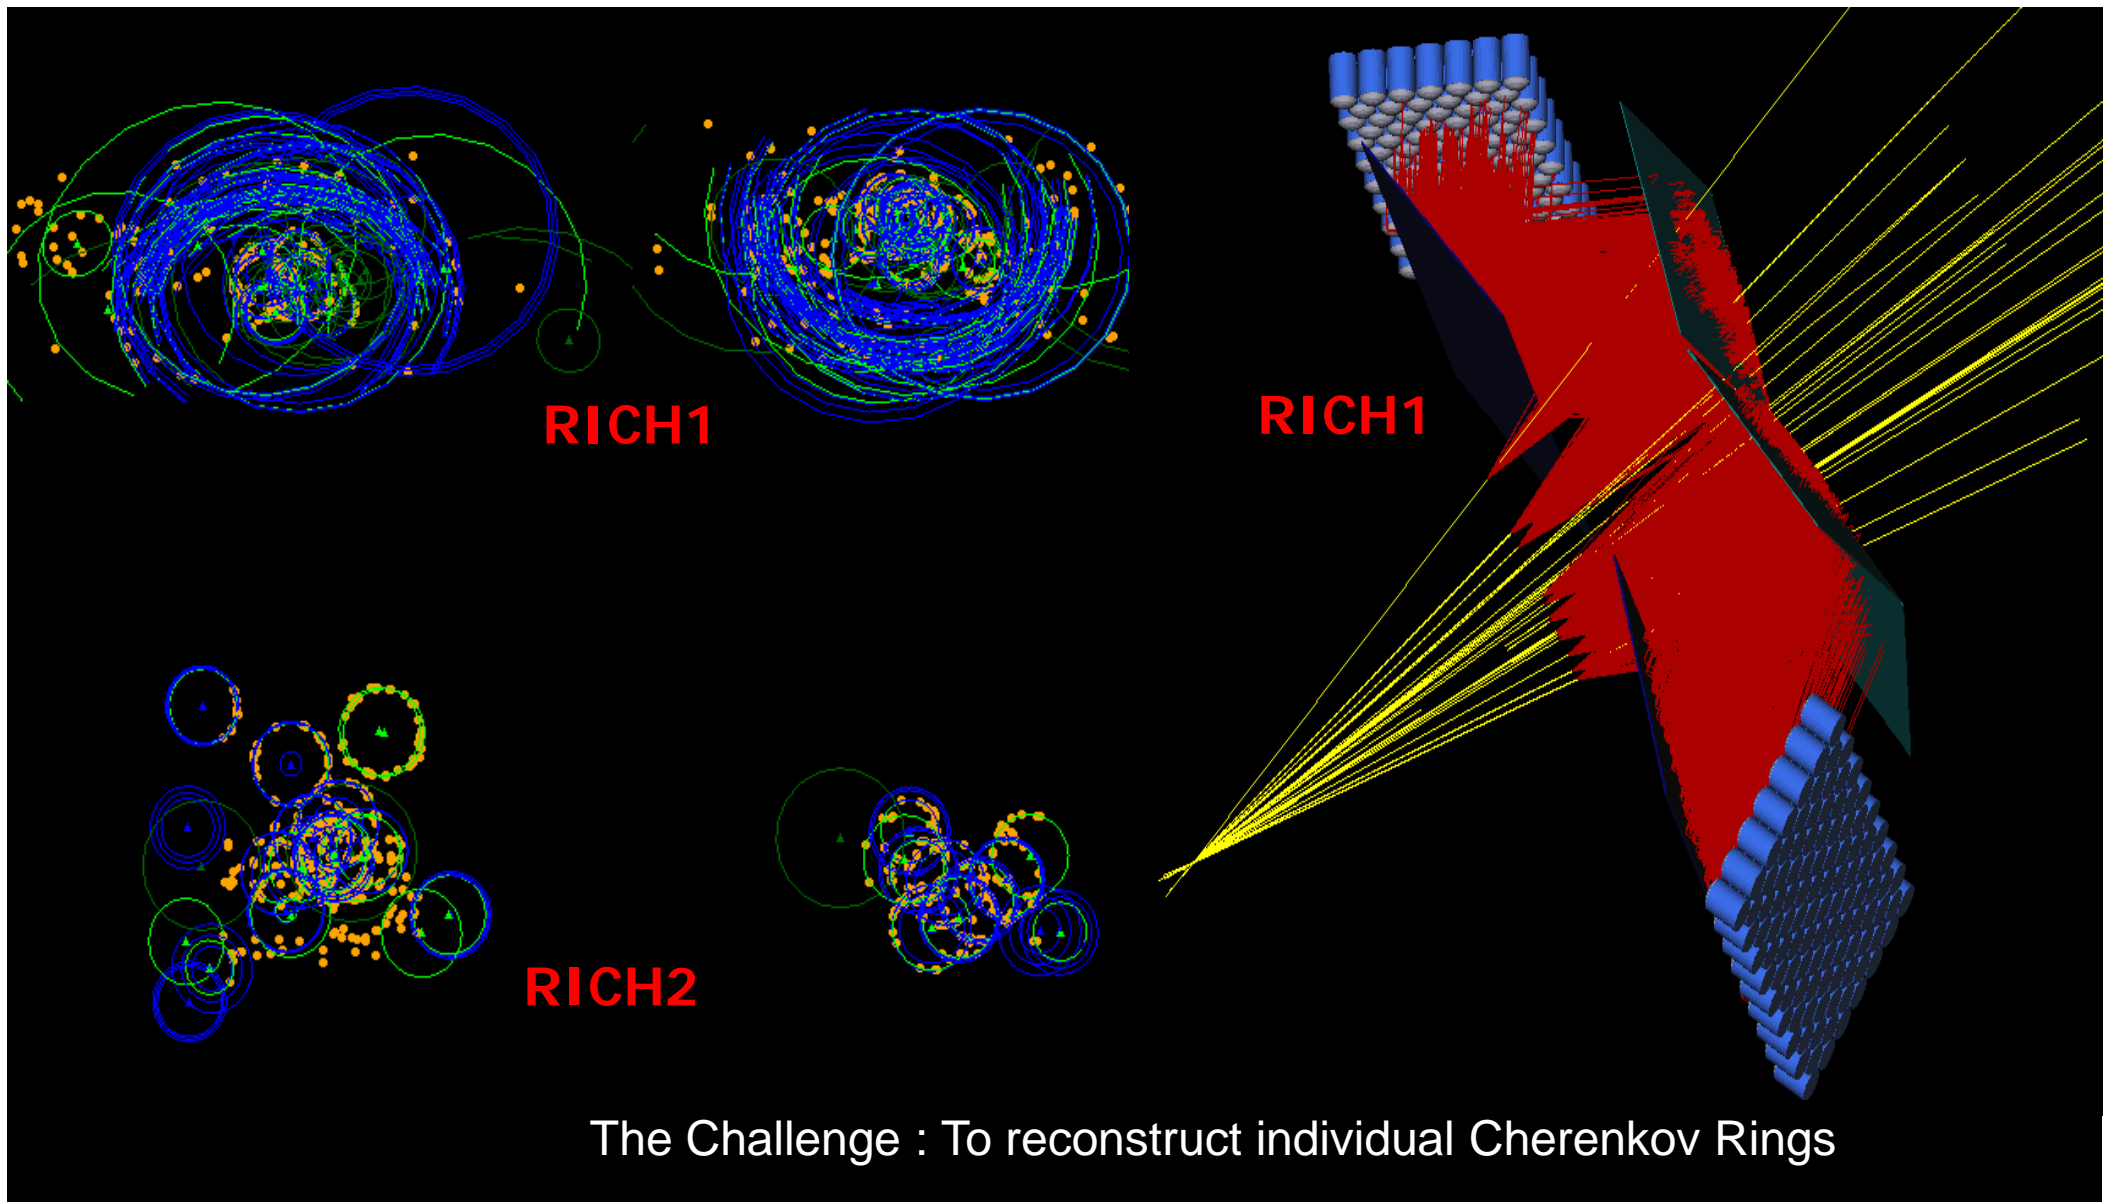 RICH1
RICH1
RICH2
The Challenge : To reconstruct individual Cherenkov Rings